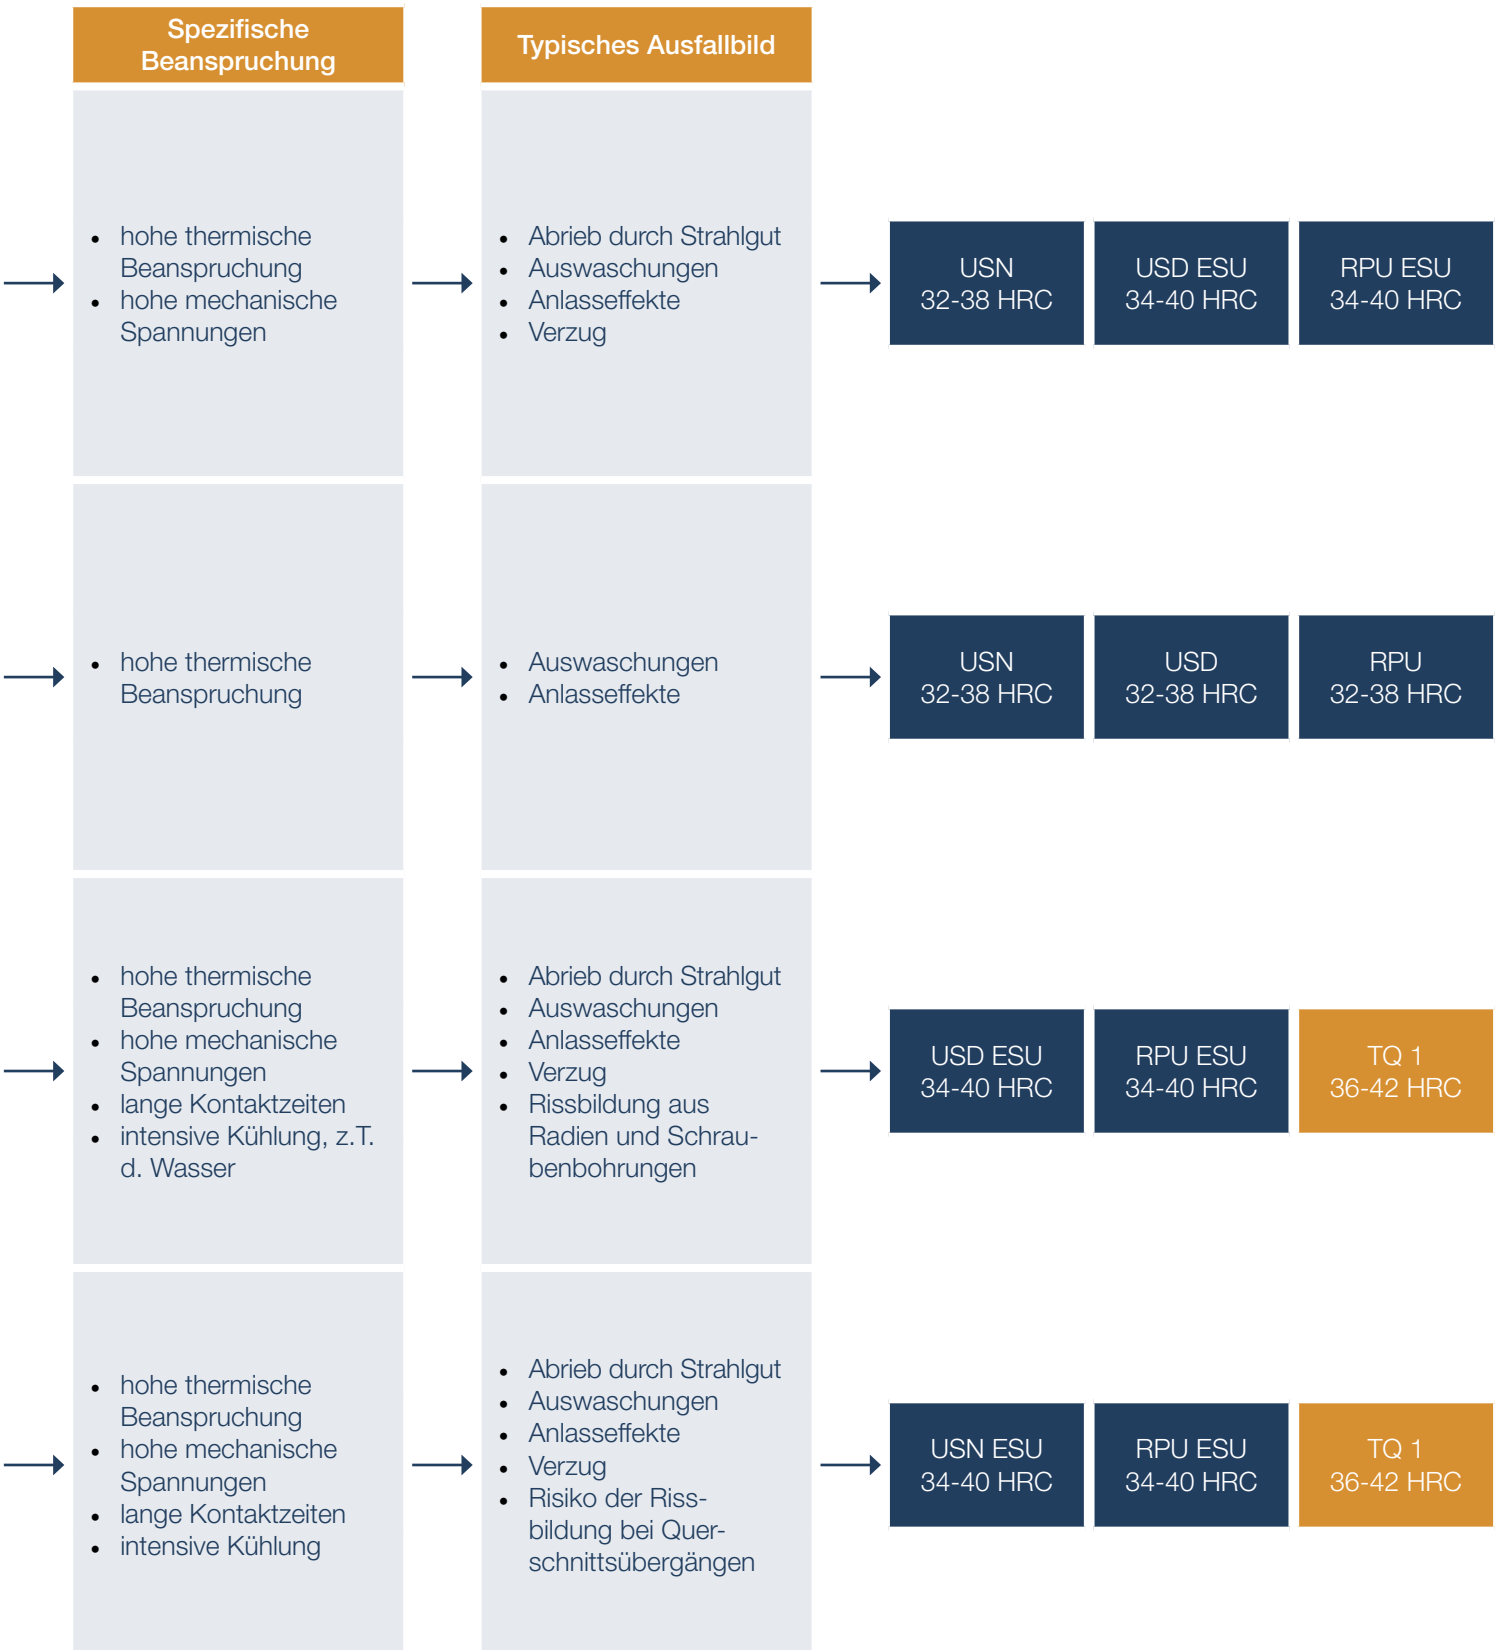 Spezifische
Beanspruchung
Typisches Ausfallbild
• hohe thermische
Beanspruchung
• hohe mechanische
Spannungen
• Abrieb durch Strahlgut
• Auswaschungen
• Anlasseffekte
• Verzug
USN
32-38 HRC
USD ESU
34-40 HRC
RPU ESU
34-40 HRC
• hohe thermische
Beanspruchung
• Auswaschungen
• Anlasseffekte
USN
32-38 HRC
USD
32-38 HRC
RPU
32-38 HRC
• hohe thermische
Beanspruchung
• hohe mechanische
Spannungen
• lange Kontaktzeiten
• intensive Kühlung, z.T.
d. Wasser
• Abrieb durch Strahlgut
• Auswaschungen
• Anlasseffekte
• Verzug
• Rissbildung aus
Radien und Schrau-
benbohrungen
USD ESU
34-40 HRC
RPU ESU
34-40 HRC
TQ 1
36-42 HRC
• hohe thermische
Beanspruchung
• hohe mechanische
Spannungen
• lange Kontaktzeiten
• intensive Kühlung
• Abrieb durch Strahlgut
• Auswaschungen
• Anlasseffekte
• Verzug
• Risiko der Riss-
bildung bei Quer-
schnittsübergängen
USN ESU
34-40 HRC
RPU ESU
34-40 HRC
TQ 1
36-42 HRC